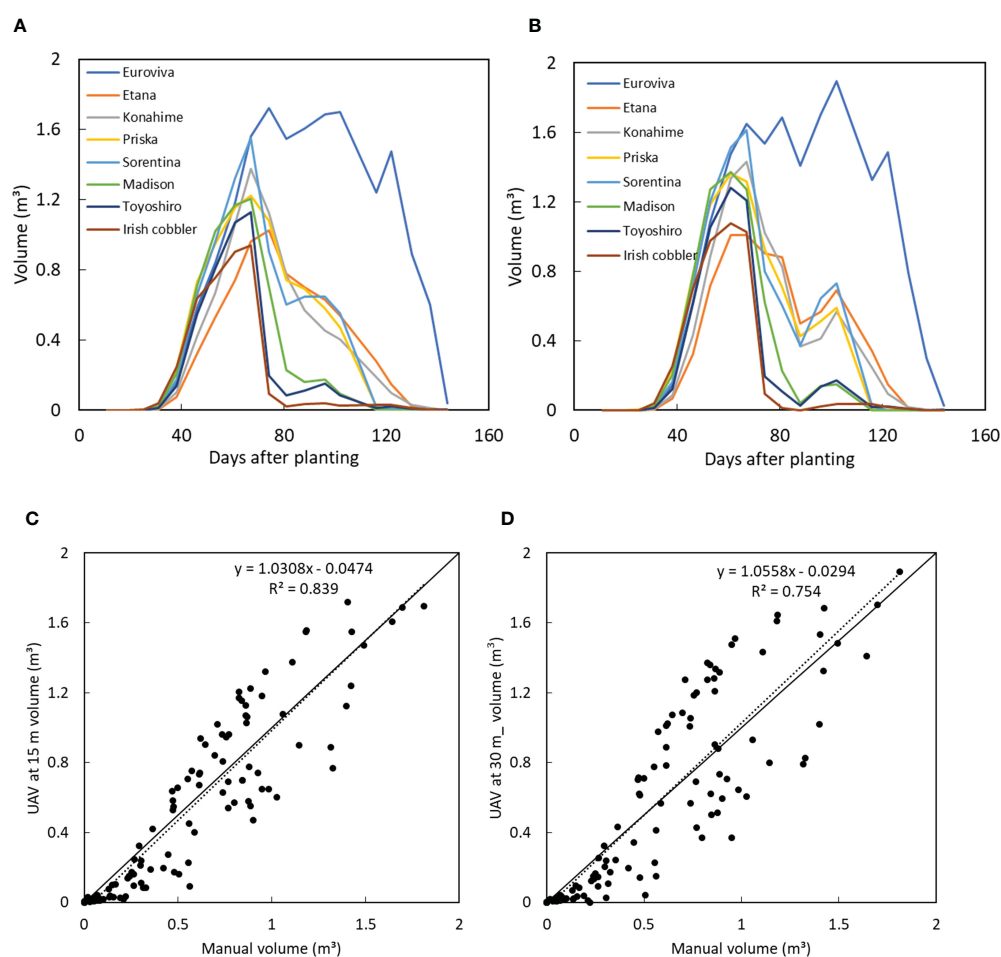 A
2
1.6
1.2
0.8
0.4
0
Volume (m³)
Euroviva
Etana
Konahime
Priska
Sorentina
Madison
Toyoshiro
Irish cobbler
0 40 80 120 160
Days after planting
B
2
1.6
1.2
0.8
0.4
0
Volume (m³)
Euroviva
Etana
Konahime
Priska
Sorentina
Madison
Toyoshiro
Irish cobbler
0 40 80 120 160
Days after planting
C
2
1.6
1.2
0.8
0.4
0
UAV at 15 m volume (m³)
y = 1.0308x - 0.0474
R² = 0.839
0 0.5 1 1.5 2
Manual volume (m³)
D
2
1.6
1.2
0.8
0.4
0
UAV at 30 m_ volume (m³)
y = 1.0558x - 0.0294
R² = 0.754
0 0.5 1 1.5 2
Manual volume (m³)